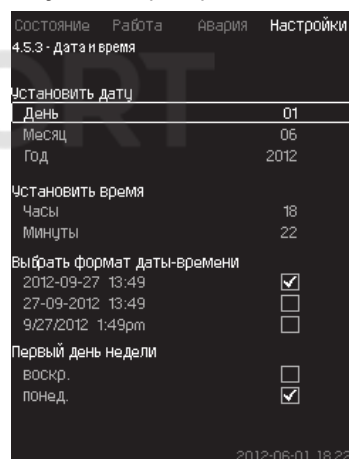 Состояние Работа Авария Настройки
4.5.3 - Дата и время
Установить дату
День 01
Месяц 06
Год 2012
Установить время
Часы 18
Минуты 22
Выбрать формат даты-времени
2012-09-27 13:49
27-09-2012 13:49
9/27/2012 1:49pm
Первый день недели
воскр.
понед.
2012-06-01 18:22